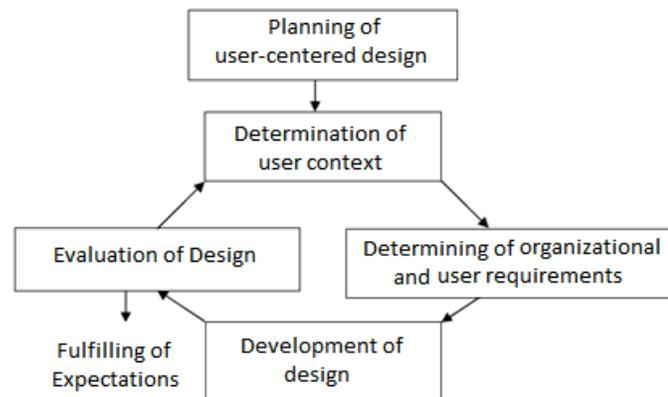 Planning of
user-centered design
Determination of
user context
Evaluation of Design
Determining of organizational
and user requirements
Fulfilling of
Expectations
Development of
design